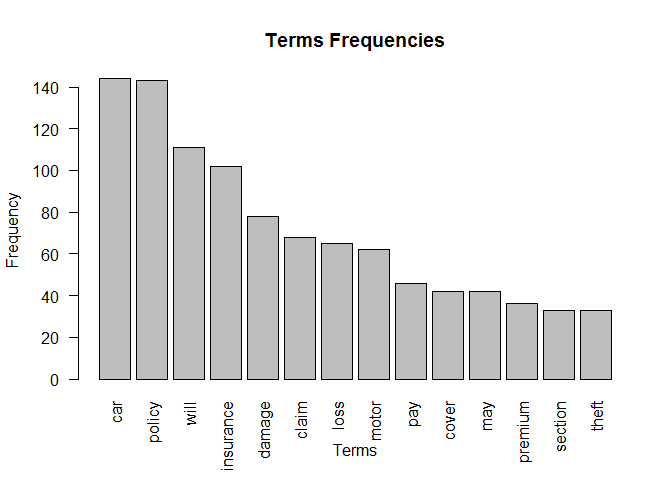 Terms Frequencies
Frequency
140
120
100
80
60
40
20
0
car
policy
will
insurance
damage
claim
loss
motor
pay
cover
may
premium
section
theft
Terms